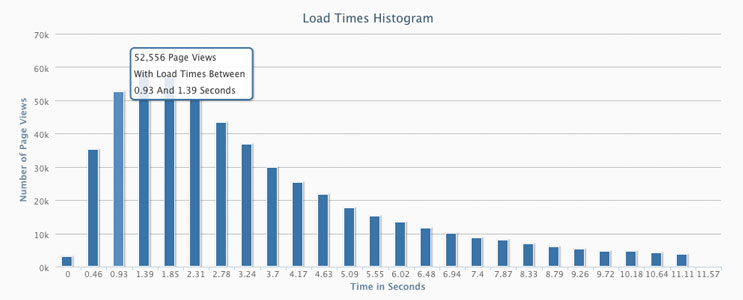 Load Times Histogram
70k
60k
50k
40k
30k
20k
10k
0k
Number of Page Views
52,556 Page Views
With Load Times Between
0.93 And 1.39 Seconds
0 0.46 0.93 1.39 1.85 2.31 2.78 3.24 3.7 4.17 4.63 5.09 5.55 6.02 6.48 6.94 7.4 7.87 8.33 8.79 9.26 9.72 10.18 10.64 11.11 11.57
Time in Seconds